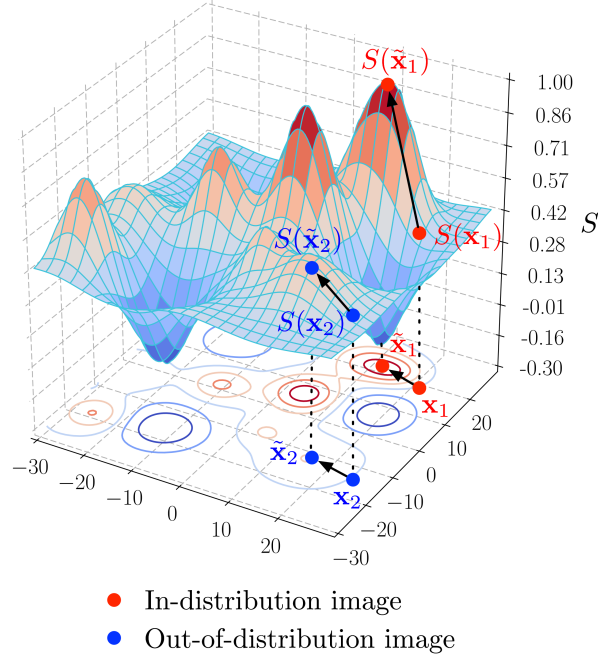 S(x̃₁)
1.00
0.86
0.71
0.57
0.42
S
S(x₁)
S(x̃₂)
0.28
0.13
-0.01
S(x₂)
-0.16
x̃₁
-0.30
x₁
20
10
x̃₂
0
−30
−20
x₂
−10
−10
0
−20
10
20
−30
In-distribution image
Out-of-distribution image